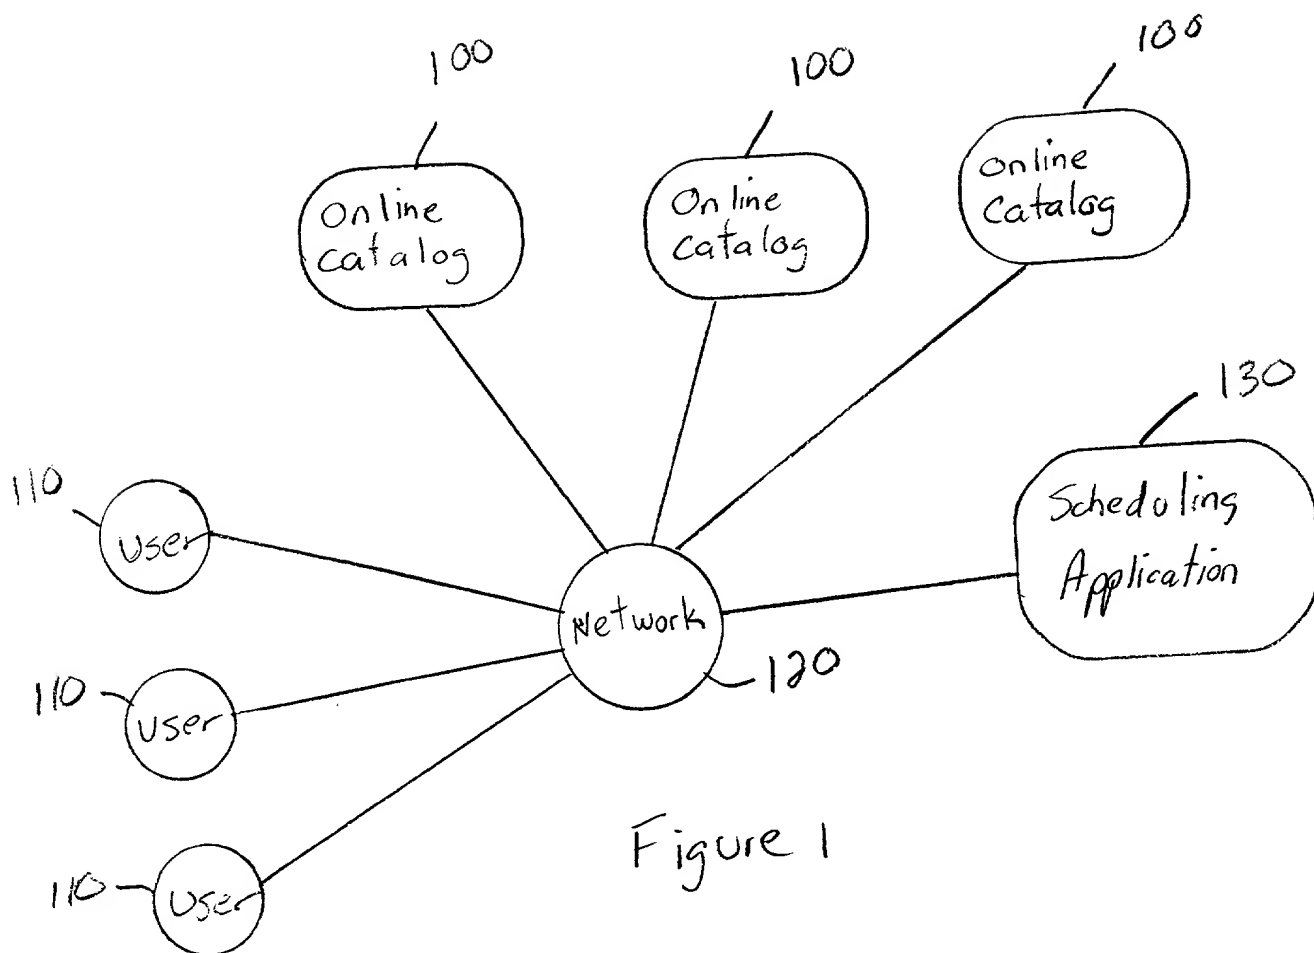 100
100
100
Online
Catalog
Online
Catalog
Online
Catalog
130
Scheduling
Application
110
User
Network
120
110
User
110
User
Figure 1